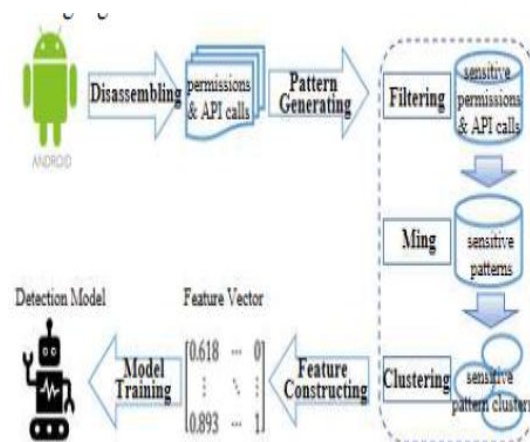 Disassembling
permissions
& API calls
Pattern
Generating
Filtering
sensitive
permissions
& API calls
ANDROID
Ming
sensitive
patterns
Detection Model
Feature Vector
Model
Training
0.618 ... 0
⋮ ⋱ ⋮
0.893 ... 1
Feature
Constructing
Clustering
sensitive
pattern cluster